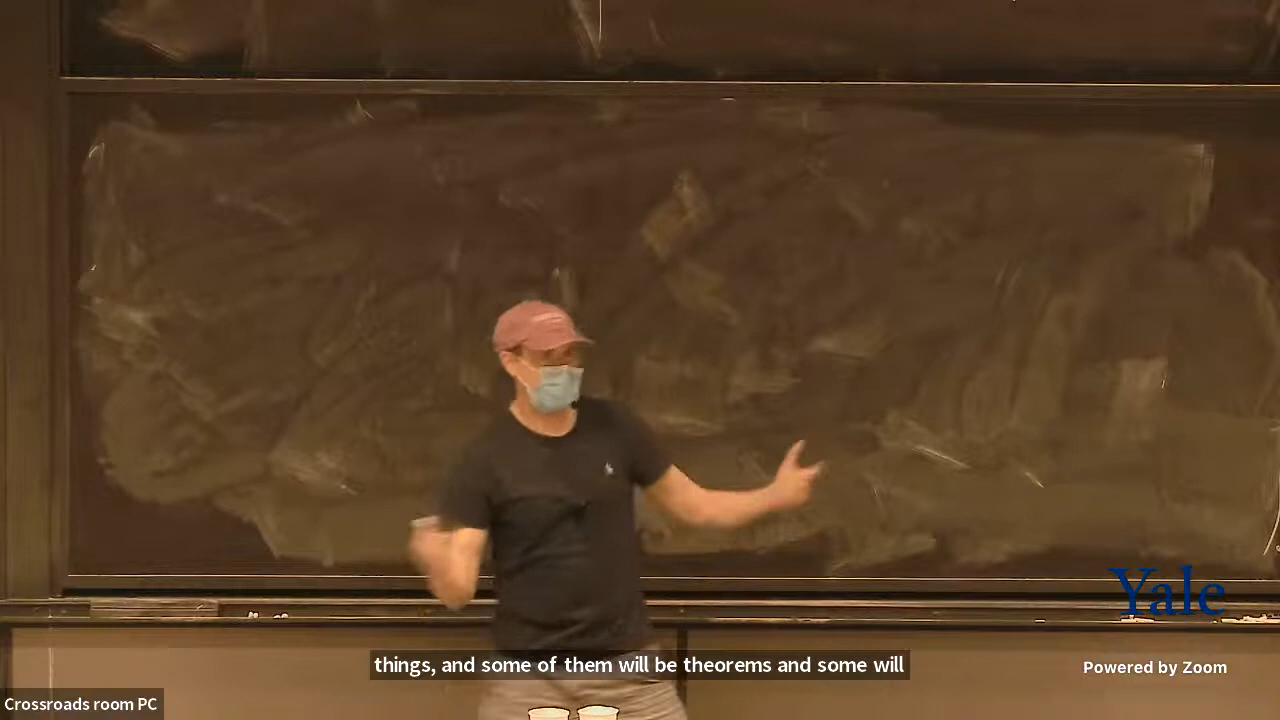 Yale
things, and some of them will be theorems and some will
Powered by Zoom
Crossroads room PC